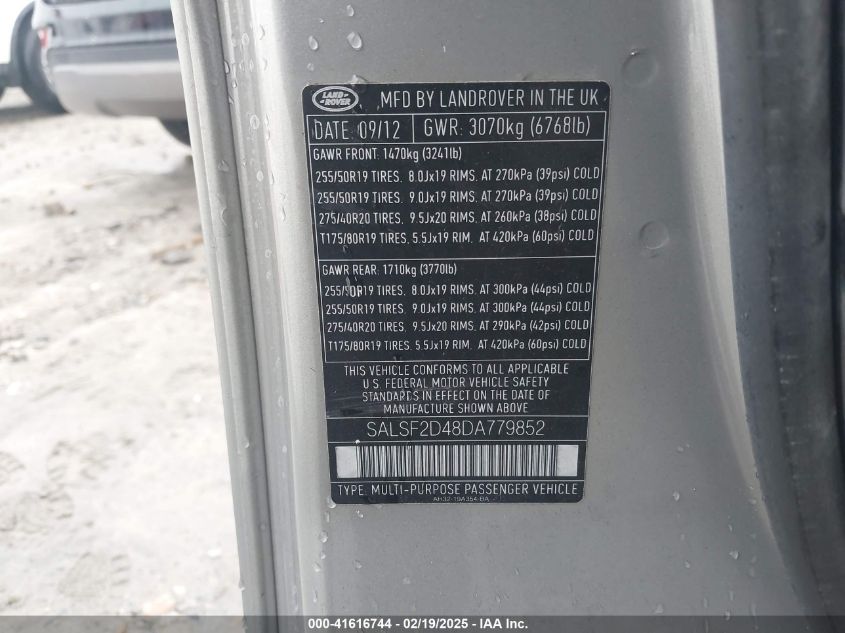 LAND-
ROVER
MFD BY LANDROVER IN THE UK
DATE: 09/12 GWR: 3070kg (6768lb)
GAWR FRONT: 1470kg (3241lb)
255/50R19 TIRES. 8.0Jx19 RIMS. AT 270kPa (39psi) COLD
255/50R19 TIRES. 9.0Jx19 RIMS. AT 270kPa (39psi) COLD
275/40R20 TIRES. 9.5Jx20 RIMS. AT 260kPa (38psi) COLD
T175/80R19 TIRES. 5.5Jx19 RIM. AT 420kPa (60psi) COLD
GAWR REAR: 1710kg (3770lb)
255/50R19 TIRES. 8.0Jx19 RIMS. AT 300kPa (44psi) COLD
255/50R19 TIRES. 9.0Jx19 RIMS. AT 300kPa (44psi) COLD
275/40R20 TIRES. 9.5Jx20 RIMS. AT 290kPa (42psi) COLD
T175/80R19 TIRES. 5.5Jx19 RIM. AT 420kPa (60psi) COLD
THIS VEHICLE CONFORMS TO ALL APPLICABLE
U.S. FEDERAL MOTOR VEHICLE SAFETY
STANDARDS IN EFFECT ON THE DATE OF
MANUFACTURE SHOWN ABOVE
SALSF2D48DA779852
TYPE: MULTI-PURPOSE PASSENGER VEHICLE
AH32-19A354-BA
000-41616744 - 02/19/2025 - IAA Inc.